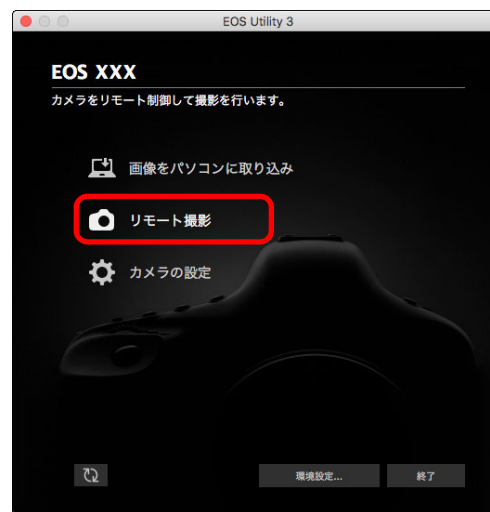 EOS Utility 3
EOS XXX
カメラをリモート制御して撮影を行います。
画像をパソコンに取り込み
リモート撮影
カメラの設定
環境設定...
終了